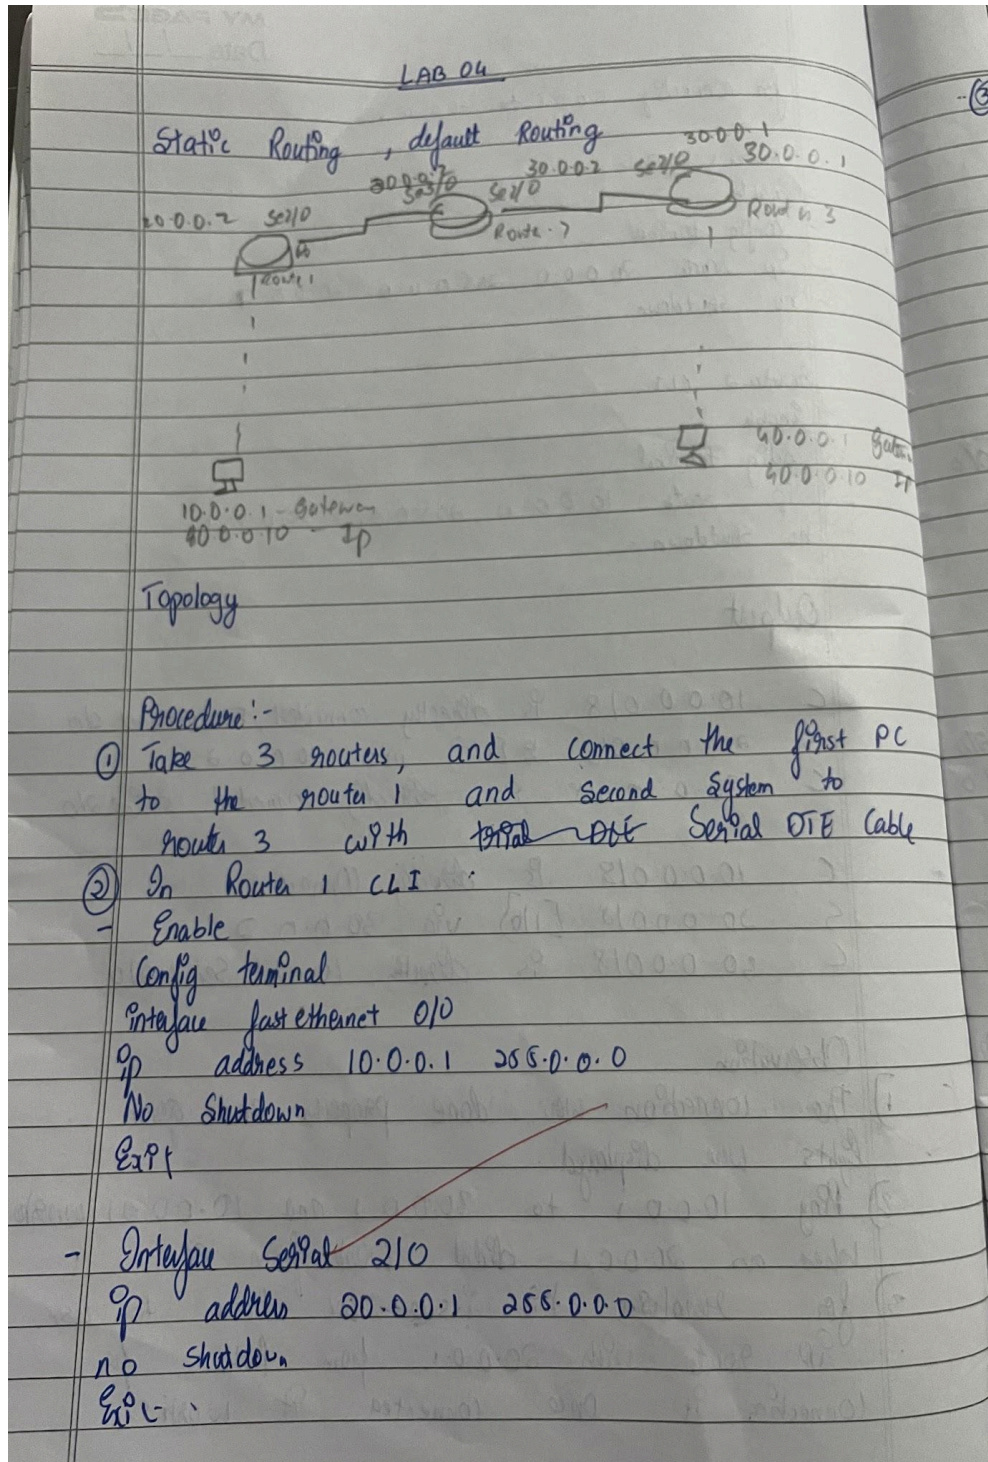 LAB 04
Static Routing , default Routing
30.0.0.1
30.0.0.1
20.0.0.2 Se2/0
Se3/0
Se2/0 30.0.0.2
Se2/0
Route 1
Route. 2
Router 3
10.0.0.1 - Gateway
40.0.0.10 - Ip
40.0.0.1
40.0.0.10 Ip
Topology
Procedure :-
① Take 3 routers, and connect the first PC
to the router 1 and second system to
router 3 with Serial DTE Cable
② In Router 1 CLI :
- Enable
Config terminal
interface fast ethernet 0/0
ip address 10.0.0.1 255.0.0.0
No Shutdown
Exit
- Interface Serial 2/0
ip address 20.0.0.1 255.0.0.0
no shutdown
Exit